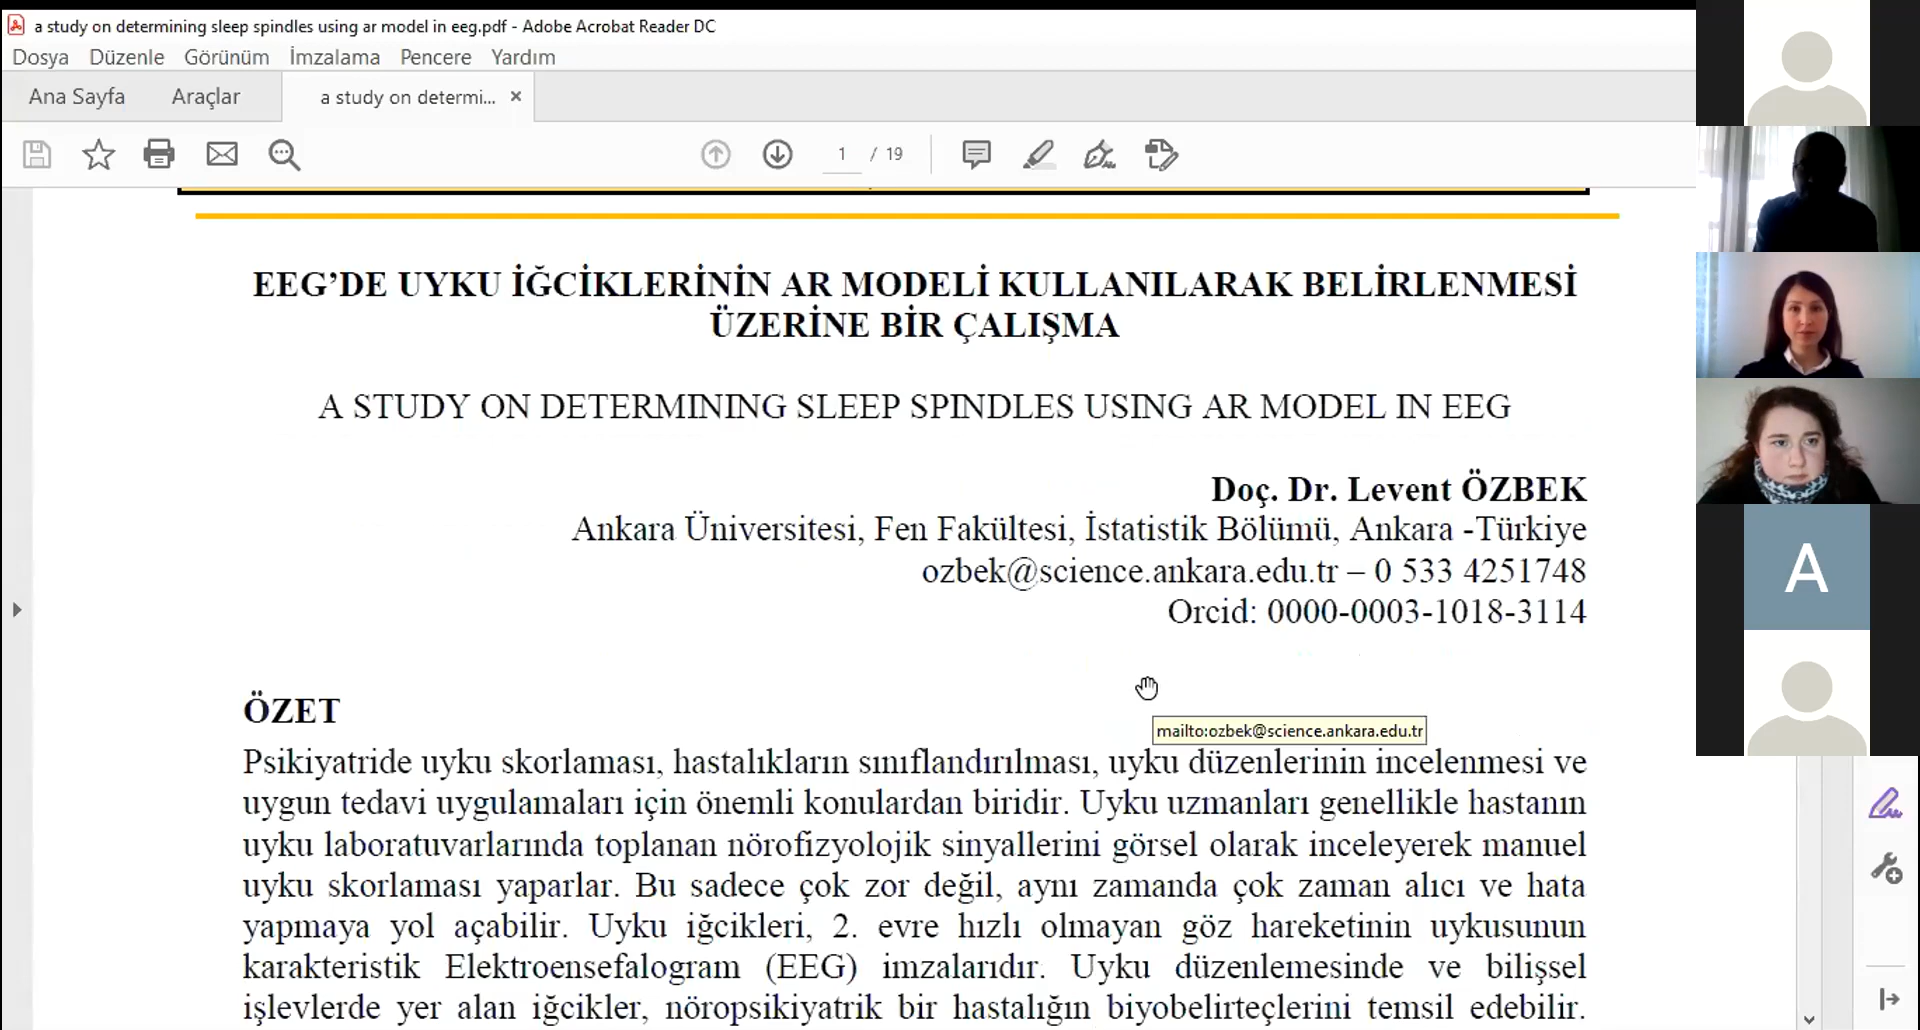 a study on determining sleep spindles using ar model in eeg.pdf - Adobe Acrobat Reader DC
Dosya Düzenle Görünüm İmzalama Pencere Yardım
Ana Sayfa Araçlar a study on determi... ×
1 / 19
EEG’DE UYKU İĞCİKLERİNİN AR MODELİ KULLANILARAK BELİRLENMESİ
ÜZERİNE BİR ÇALIŞMA
A STUDY ON DETERMINING SLEEP SPINDLES USING AR MODEL IN EEG
Doç. Dr. Levent ÖZBEK
Ankara Üniversitesi, Fen Fakültesi, İstatistik Bölümü, Ankara -Türkiye
ozbek@science.ankara.edu.tr – 0 533 4251748
Orcid: 0000-0003-1018-3114
A
ÖZET
mailto:ozbek@science.ankara.edu.tr
Psikiyatride uyku skorlaması, hastalıkların sınıflandırılması, uyku düzenlerinin incelenmesi ve
uygun tedavi uygulamaları için önemli konulardan biridir. Uyku uzmanları genellikle hastanın
uyku laboratuvarlarında toplanan nörofizyolojik sinyallerini görsel olarak inceleyerek manuel
uyku skorlaması yaparlar. Bu sadece çok zor değil, aynı zamanda çok zaman alıcı ve hata
yapmaya yol açabilir. Uyku iğcikleri, 2. evre hızlı olmayan göz hareketinin uykusunun
karakteristik Elektroensefalogram (EEG) imzalarıdır. Uyku düzenlemesinde ve bilişsel
işlevlerde yer alan iğcikler, nöropsikiyatrik bir hastalığın biyobelirteçlerini temsil edebilir.